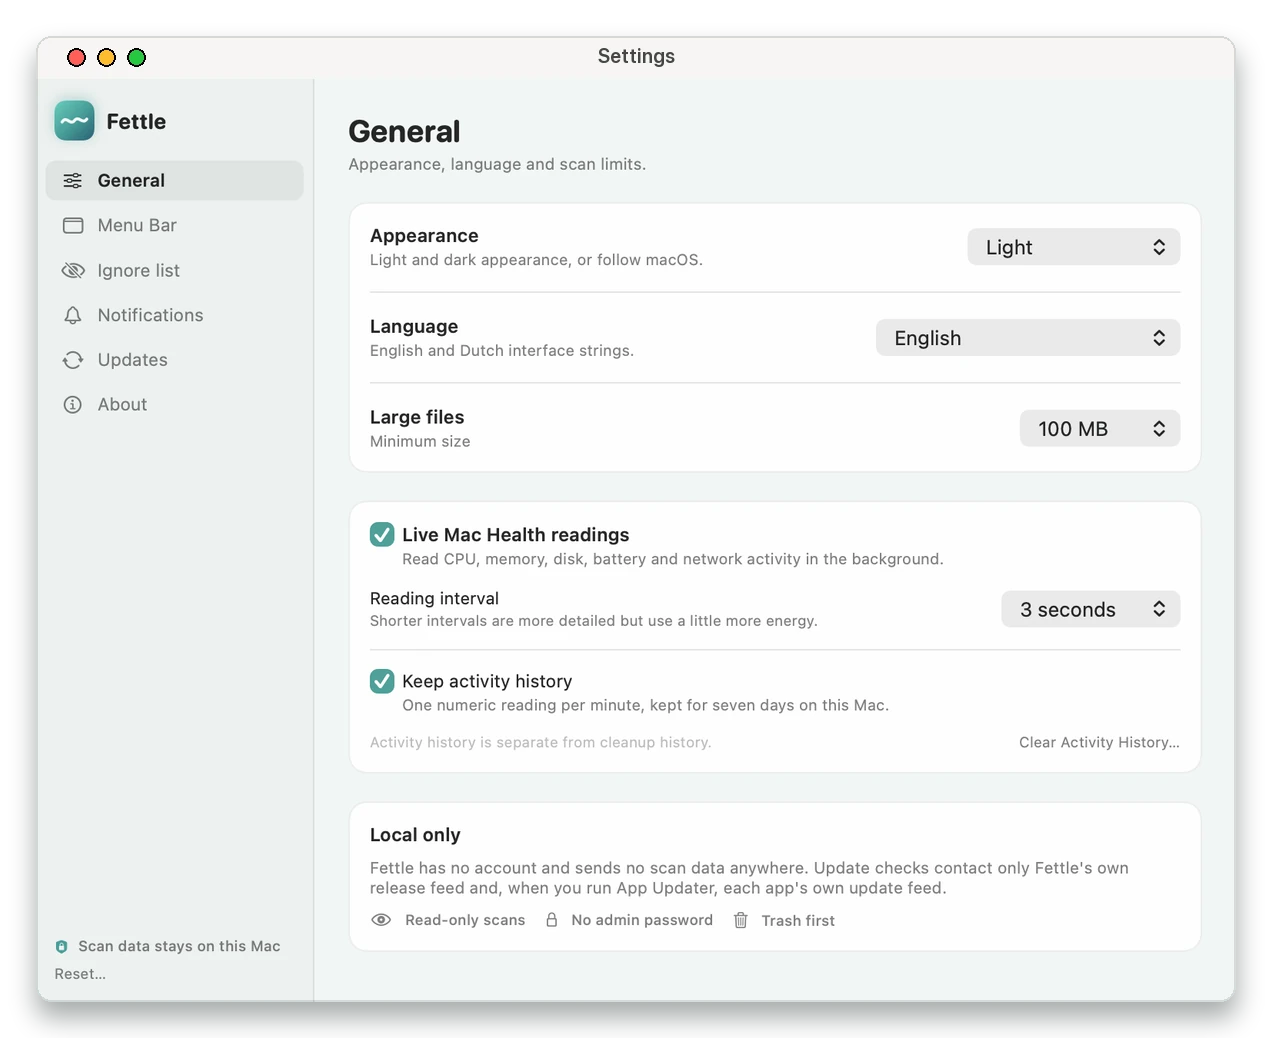 Settings
Fettle
General
Menu Bar
Ignore list
Notifications
Updates
About
Scan data stays on this Mac
Reset...
General
Appearance, language and scan limits.
Appearance
Light and dark appearance, or follow macOS.
Light
Language
English and Dutch interface strings.
English
Large files
Minimum size
100 MB
Live Mac Health readings
Read CPU, memory, disk, battery and network activity in the background.
Reading interval
Shorter intervals are more detailed but use a little more energy.
3 seconds
Keep activity history
One numeric reading per minute, kept for seven days on this Mac.
Activity history is separate from cleanup history.
Clear Activity History...
Local only
Fettle has no account and sends no scan data anywhere. Update checks contact only Fettle's own
release feed and, when you run App Updater, each app's own update feed.
Read-only scans
No admin password
Trash first